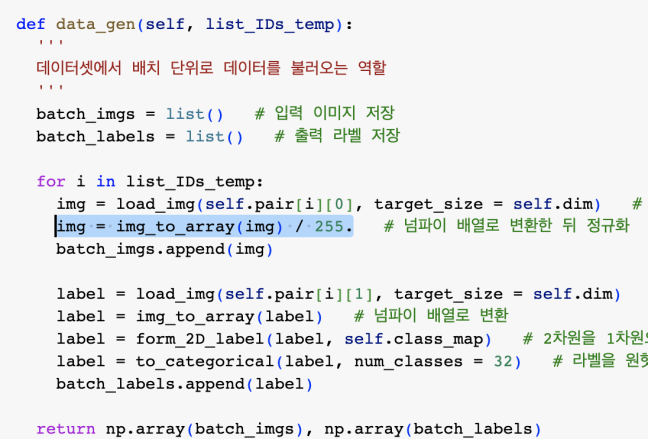 def data_gen(self, list_IDs_temp):
'''
데이터셋에서 배치 단위로 데이터를 불러오는 역할
'''
batch_imgs = list() # 입력 이미지 저장
batch_labels = list() # 출력 라벨 저장
for i in list_IDs_temp:
img = load_img(self.pair[i][0], target_size = self.dim) #
img = img_to_array(img) / 255. # 넘파이 배열로 변환한 뒤 정규화
batch_imgs.append(img)
label = load_img(self.pair[i][1], target_size = self.dim)
label = img_to_array(label) # 넘파이 배열로 변환
label = form_2D_label(label, self.class_map) # 2차원을 1차원
label = to_categorical(label, num_classes = 32) # 라벨을 원핫
batch_labels.append(label)
return np.array(batch_imgs), np.array(batch_labels)